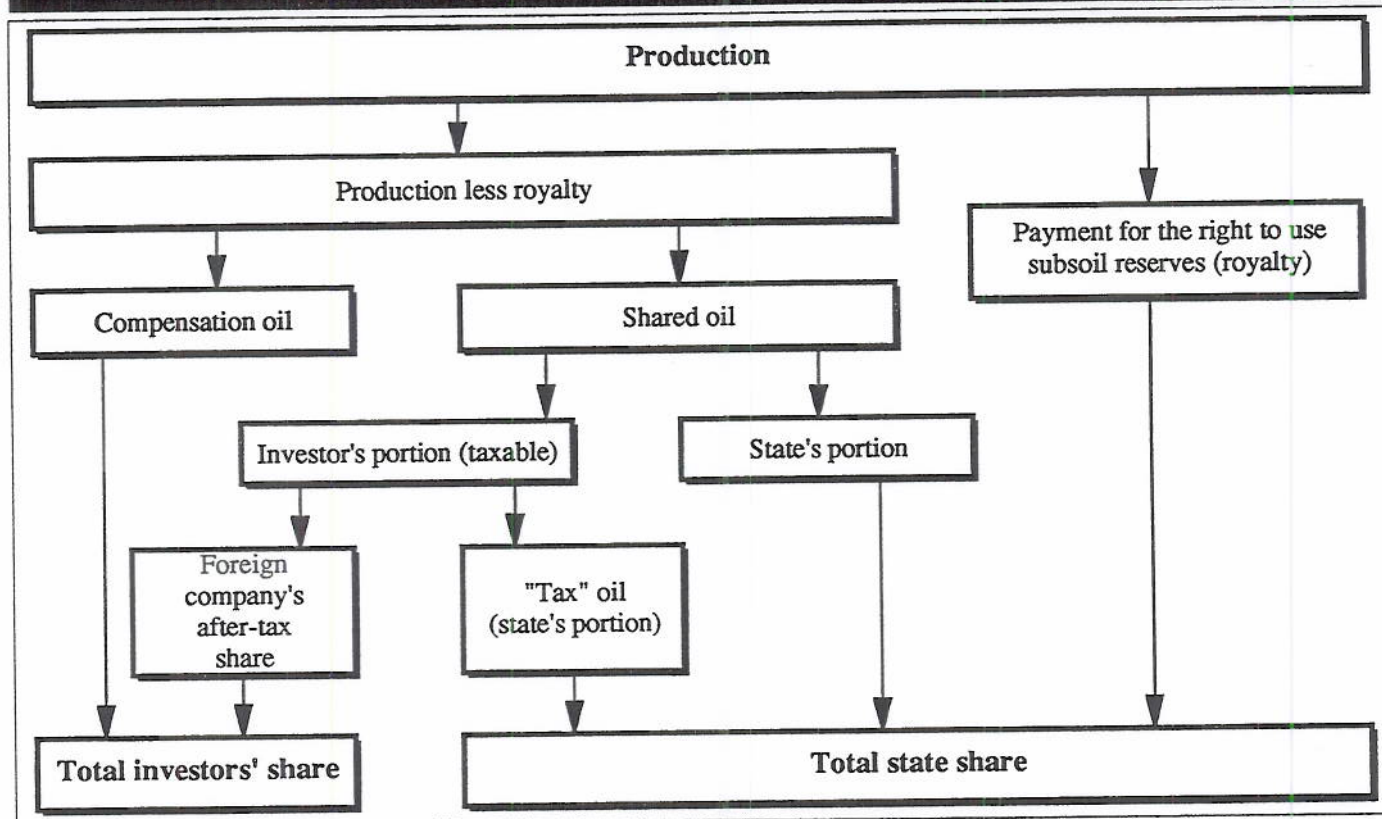 Production
Production less royalty
Payment for the right to use
subsoil reserves (royalty)
Compensation oil
Shared oil
Investor's portion (taxable)
State's portion
Foreign
company's
after-tax
share
"Tax" oil
(state's portion)
Total investors' share
Total state share